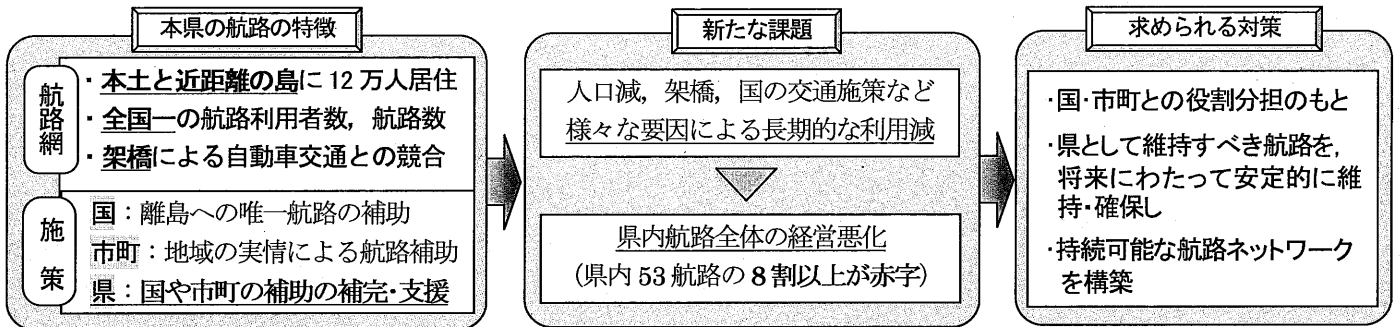 本県の航路の特徴
航路網
・本土と近距離の島に12万人居住
・全国一の航路利用者数，航路数
・架橋による自動車交通との競合
施策
国：離島への唯一航路の補助
市町：地域の実情による航路補助
県：国や市町の補助の補完・支援
新たな課題
人口減，架橋，国の交通施策など
様々な要因による長期的な利用減
県内航路全体の経営悪化
(県内53航路の8割以上が赤字)
求められる対策
・国・市町との役割分担のもと
・県として維持すべき航路を，
将来にわたって安定的に維
持・確保し
・持続可能な航路ネットワーク
を構築